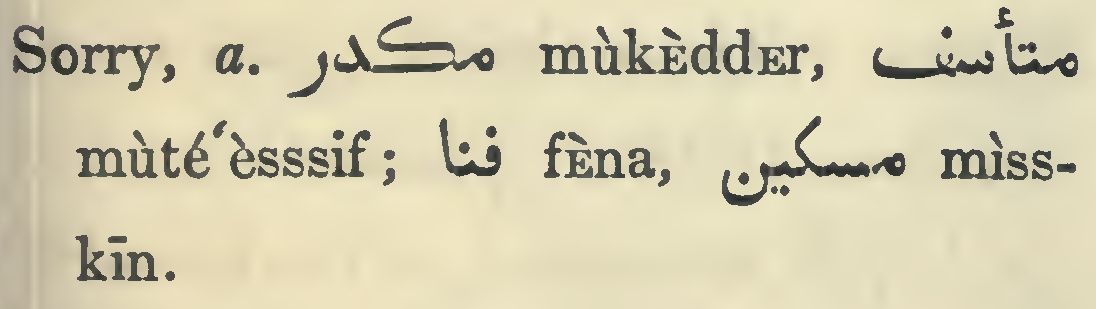 Sorry, a. مكدر mùkÈddEr, متأسف
mùté‘èsssif; فنا fÈna, مسكين mìss-
kīn.